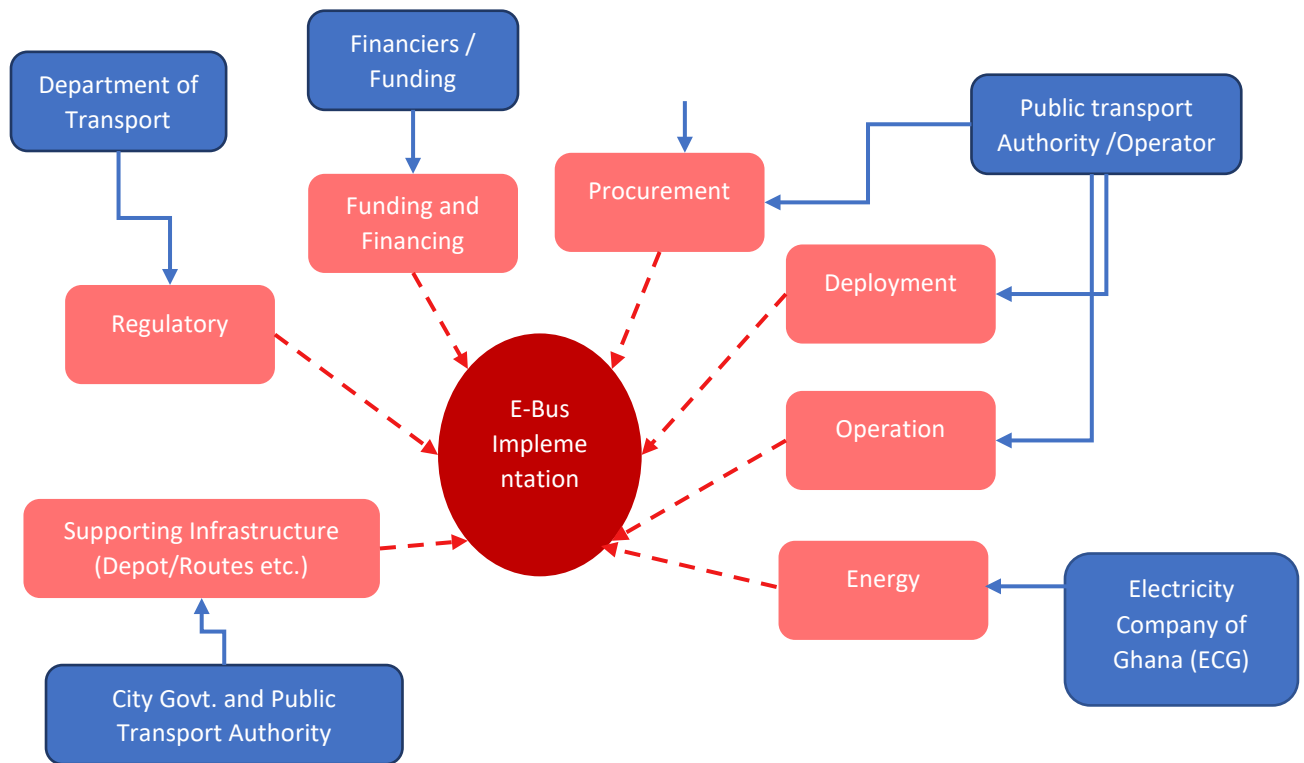 Financiers /
Funding
Department of
Transport
Public transport
Authority /Operator
Procurement
Funding and
Financing
Deployment
Regulatory
E-Bus
Impleme
ntation
Operation
Supporting Infrastructure
(Depot/Routes etc.)
Energy
Electricity
Company of
Ghana (ECG)
City Govt. and Public
Transport Authority